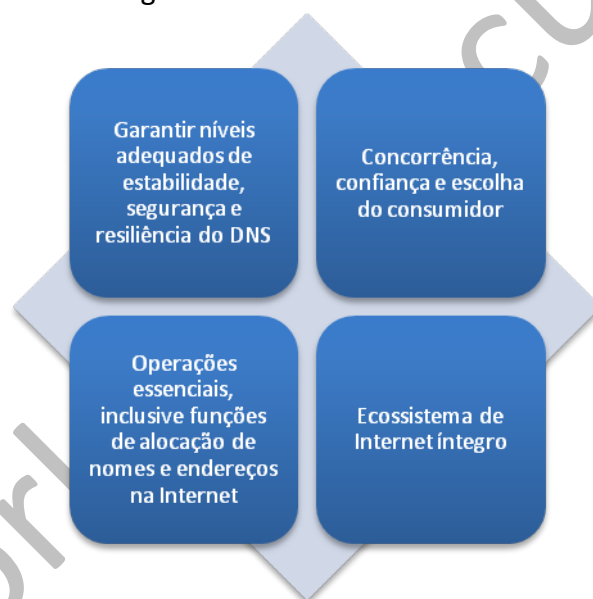 Garantir níveis
adequados de
estabilidade,
segurança e
resiliência do DNS
Concorrência,
confiança e escolha
do consumidor
Operações
essenciais,
inclusive funções
de alocação de
nomes e endereços
na Internet
Ecossistema de
Internet íntegro